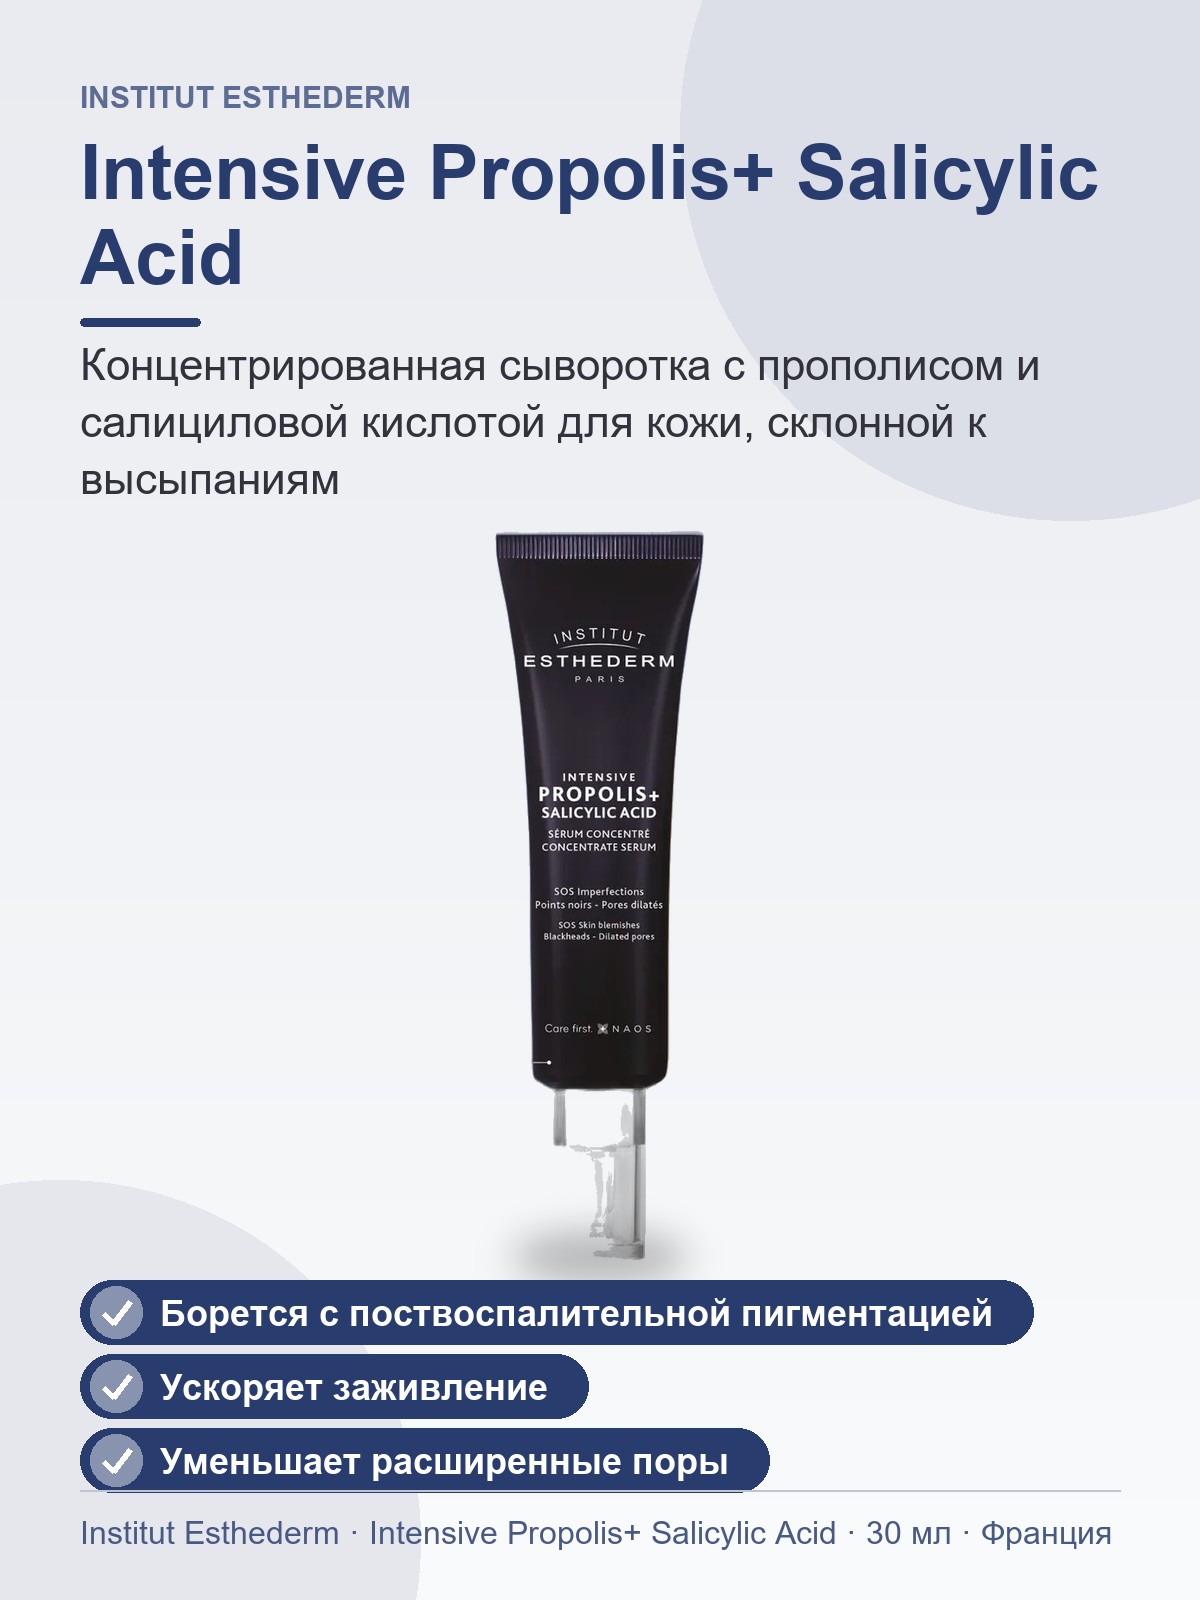 INSTITUT ESTHEDERM
Intensive Propolis+ Salicylic
Acid
Концентрированная сыворотка с прополисом и
салициловой кислотой для кожи, склонной к
высыпаниям
INSTITUT
ESTHEDERM
PARIS
INTENSIVE
PROPOLIS+
SALICYLIC ACID
SÉRUM CONCENTRÉ
CONCENTRATE SERUM
SOS Imperfections
Points noirs - Pores dilatés
SOS Skin blemishes
Blackheads - Dilated pores
Care first. NAOS
Борется с поствоспалительной пигментацией
Ускоряет заживление
Уменьшает расширенные поры
Institut Esthederm · Intensive Propolis+ Salicylic Acid · 30 мл · Франция